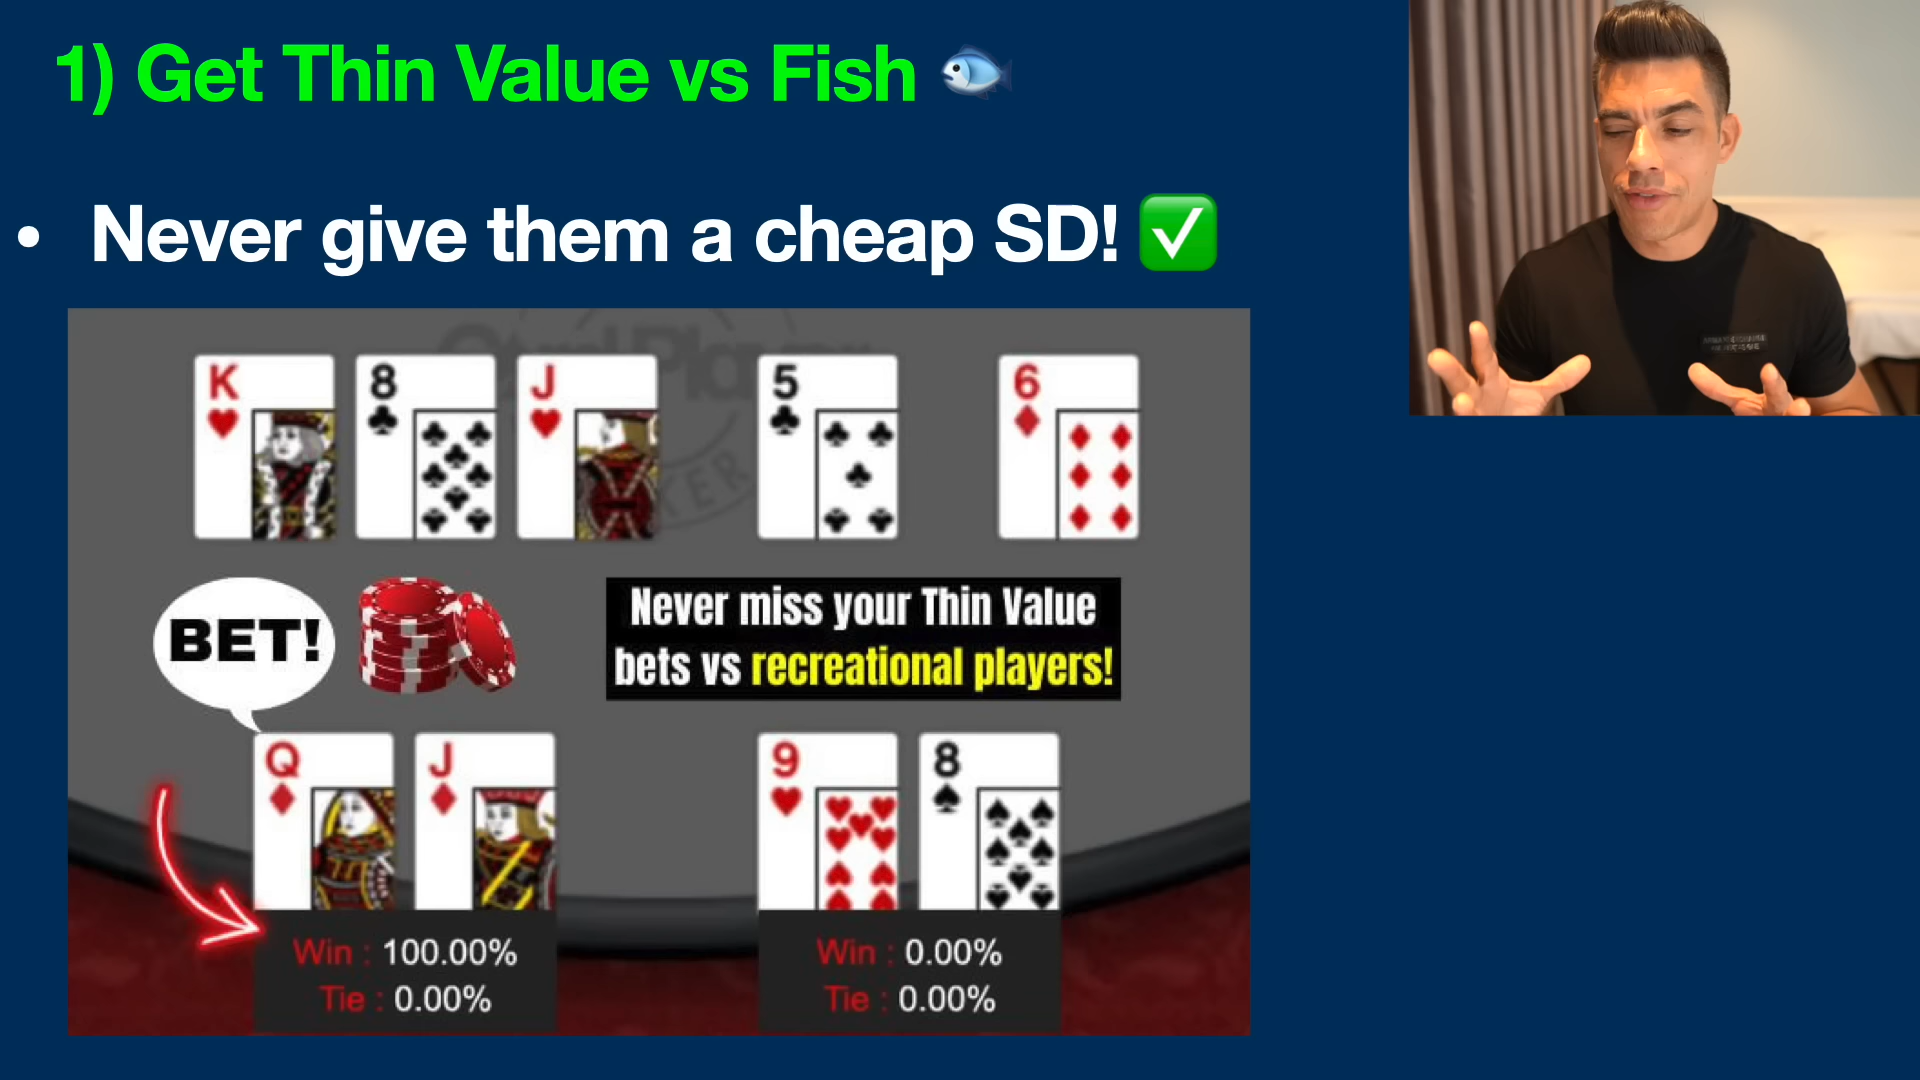 1) Get Thin Value vs Fish
• Never give them a cheap SD!
K 8 J 5 6
BET!
Never miss your Thin Value
bets vs recreational players!
Q J 9 8
Win : 100.00%
Tie : 0.00%
Win : 0.00%
Tie : 0.00%